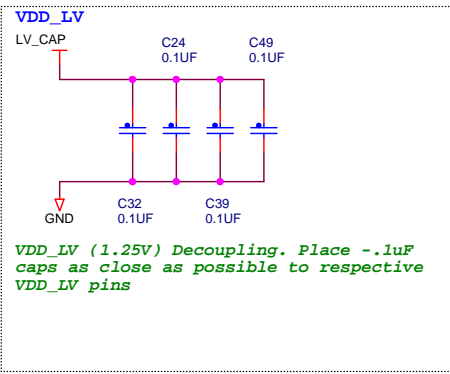 VDD_LV
LV_CAP
C24
0.1UF
C49
0.1UF
C32
0.1UF
C39
0.1UF
GND
VDD_LV (1.25V) Decoupling. Place -.1uF
caps as close as possible to respective
VDD_LV pins